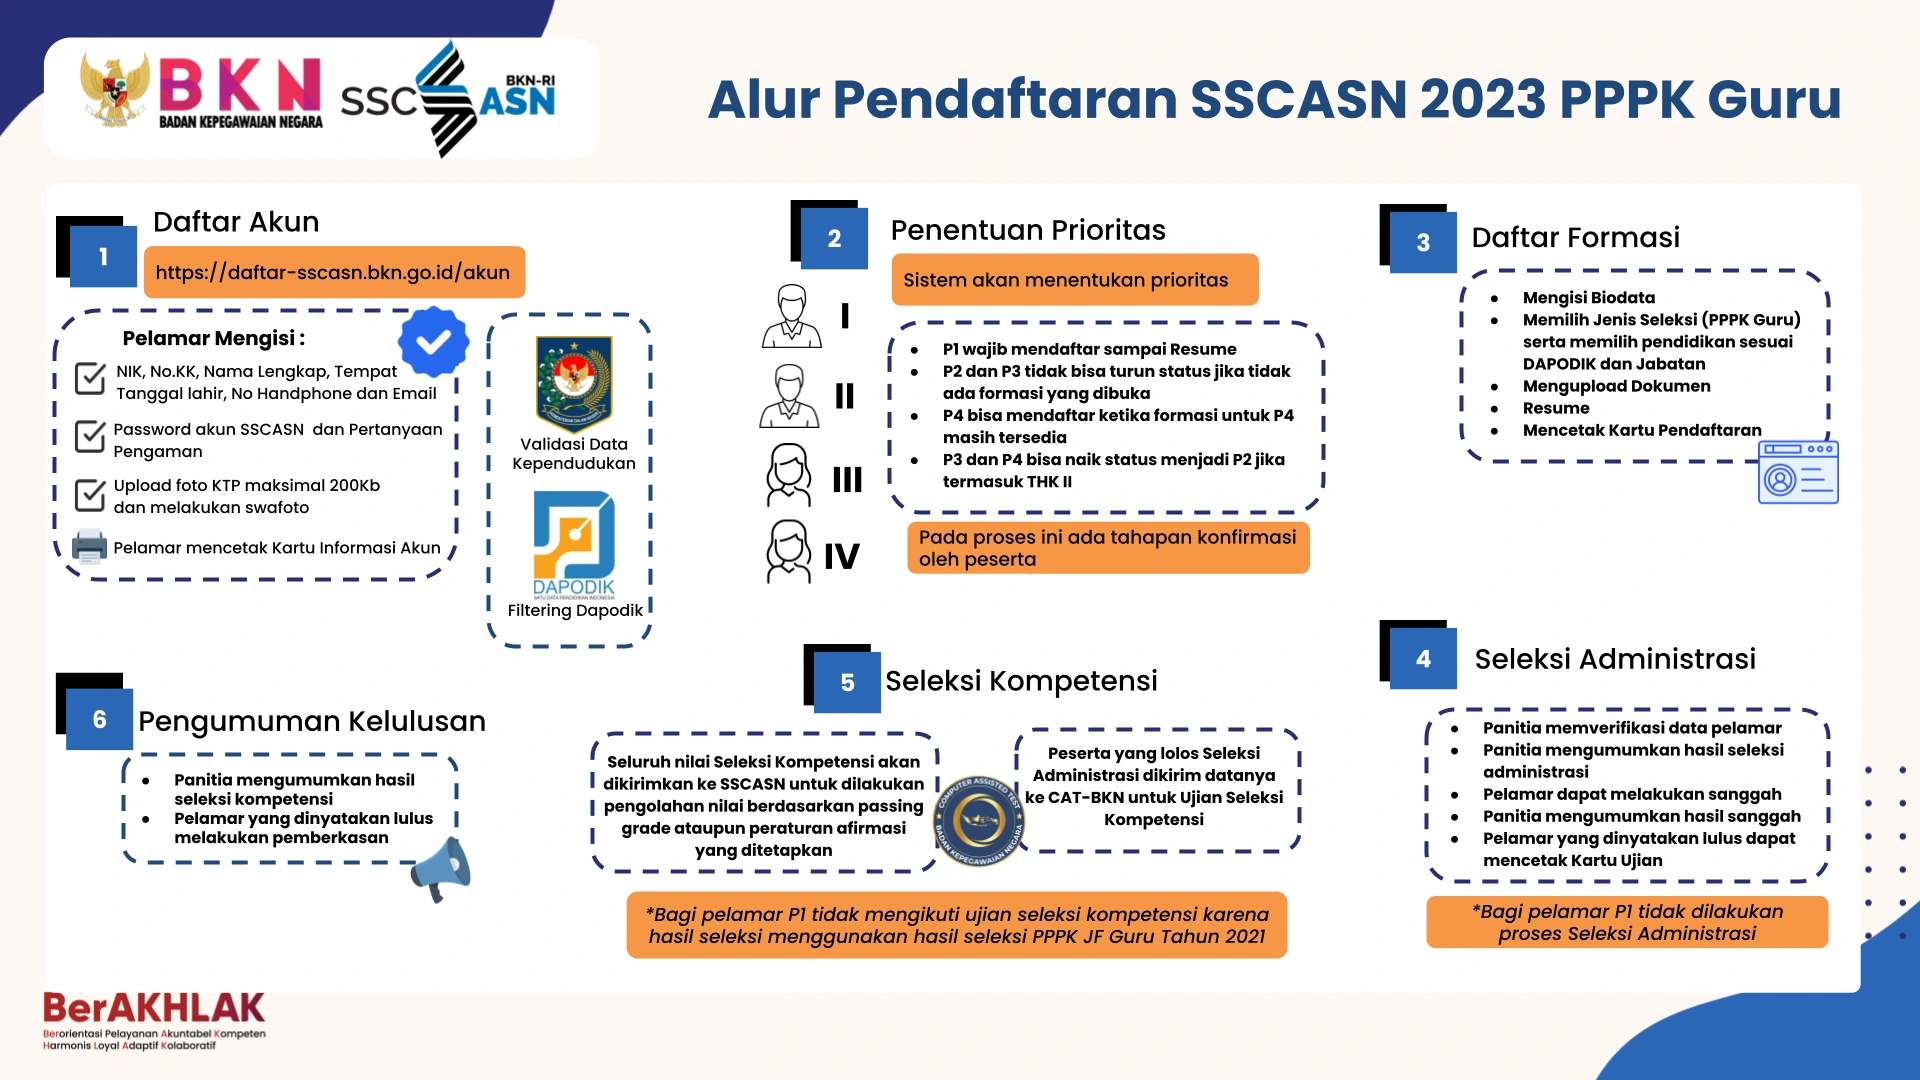 BKN
BADAN KEPEGAWAIAN NEGARA
SSC
BKN-RI
ASN
Alur Pendaftaran SSCASN 2023 PPPK Guru
1
Daftar Akun
https://daftar-sscasn.bkn.go.id/akun
Pelamar Mengisi :
NIK, No.KK, Nama Lengkap, Tempat
Tanggal lahir, No Handphone dan Email
Password akun SSCASN dan Pertanyaan
Pengaman
Upload foto KTP maksimal 200Kb
dan melakukan swafoto
Pelamar mencetak Kartu Informasi Akun
Validasi Data
Kependudukan
DAPODIK
SATU DATA PENDIDIKAN INDONESIA
Filtering Dapodik
2
Penentuan Prioritas
Sistem akan menentukan prioritas
I
II
III
IV
• P1 wajib mendaftar sampai Resume
• P2 dan P3 tidak bisa turun status jika tidak
ada formasi yang dibuka
• P4 bisa mendaftar ketika formasi untuk P4
masih tersedia
• P3 dan P4 bisa naik status menjadi P2 jika
termasuk THK II
Pada proses ini ada tahapan konfirmasi
oleh peserta
3
Daftar Formasi
• Mengisi Biodata
• Memilih Jenis Seleksi (PPPK Guru)
serta memilih pendidikan sesuai
DAPODIK dan Jabatan
• Mengupload Dokumen
• Resume
• Mencetak Kartu Pendaftaran
4
Seleksi Administrasi
• Panitia memverifikasi data pelamar
• Panitia mengumumkan hasil seleksi
administrasi
• Pelamar dapat melakukan sanggah
• Panitia mengumumkan hasil sanggah
• Pelamar yang dinyatakan lulus dapat
mencetak Kartu Ujian
*Bagi pelamar P1 tidak dilakukan
proses Seleksi Administrasi
5
Seleksi Kompetensi
Peserta yang lolos Seleksi
Administrasi dikirim datanya
ke CAT-BKN untuk Ujian Seleksi
Kompetensi
COMPUTER ASSISTED TEST
BADAN KEPEGAWAIAN NEGARA
Seluruh nilai Seleksi Kompetensi akan
dikirimkan ke SSCASN untuk dilakukan
pengolahan nilai berdasarkan passing
grade ataupun peraturan afirmasi
yang ditetapkan
*Bagi pelamar P1 tidak mengikuti ujian seleksi kompetensi karena
hasil seleksi menggunakan hasil seleksi PPPK JF Guru Tahun 2021
6
Pengumuman Kelulusan
• Panitia mengumumkan hasil
seleksi kompetensi
• Pelamar yang dinyatakan lulus
melakukan pemberkasan
BerAKHLAK
Berorientasi Pelayanan Akuntabel Kompeten
Harmonis Loyal Adaptif Kolaboratif